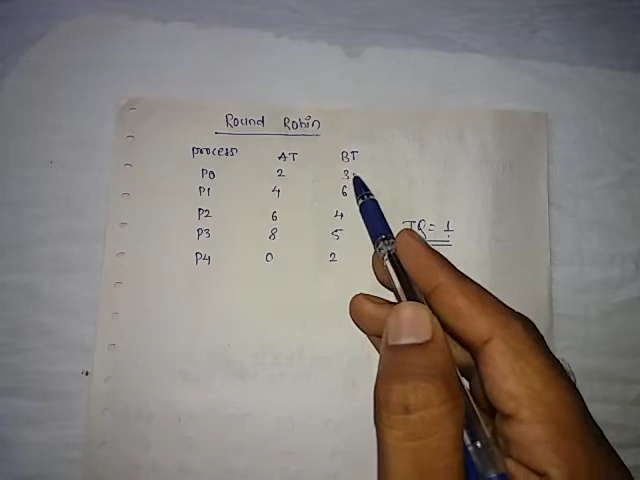 Round Robin
process AT BT
P0 2 3
P1 4 6
P2 6 4
P3 8 5
P4 0 2
TQ = 1